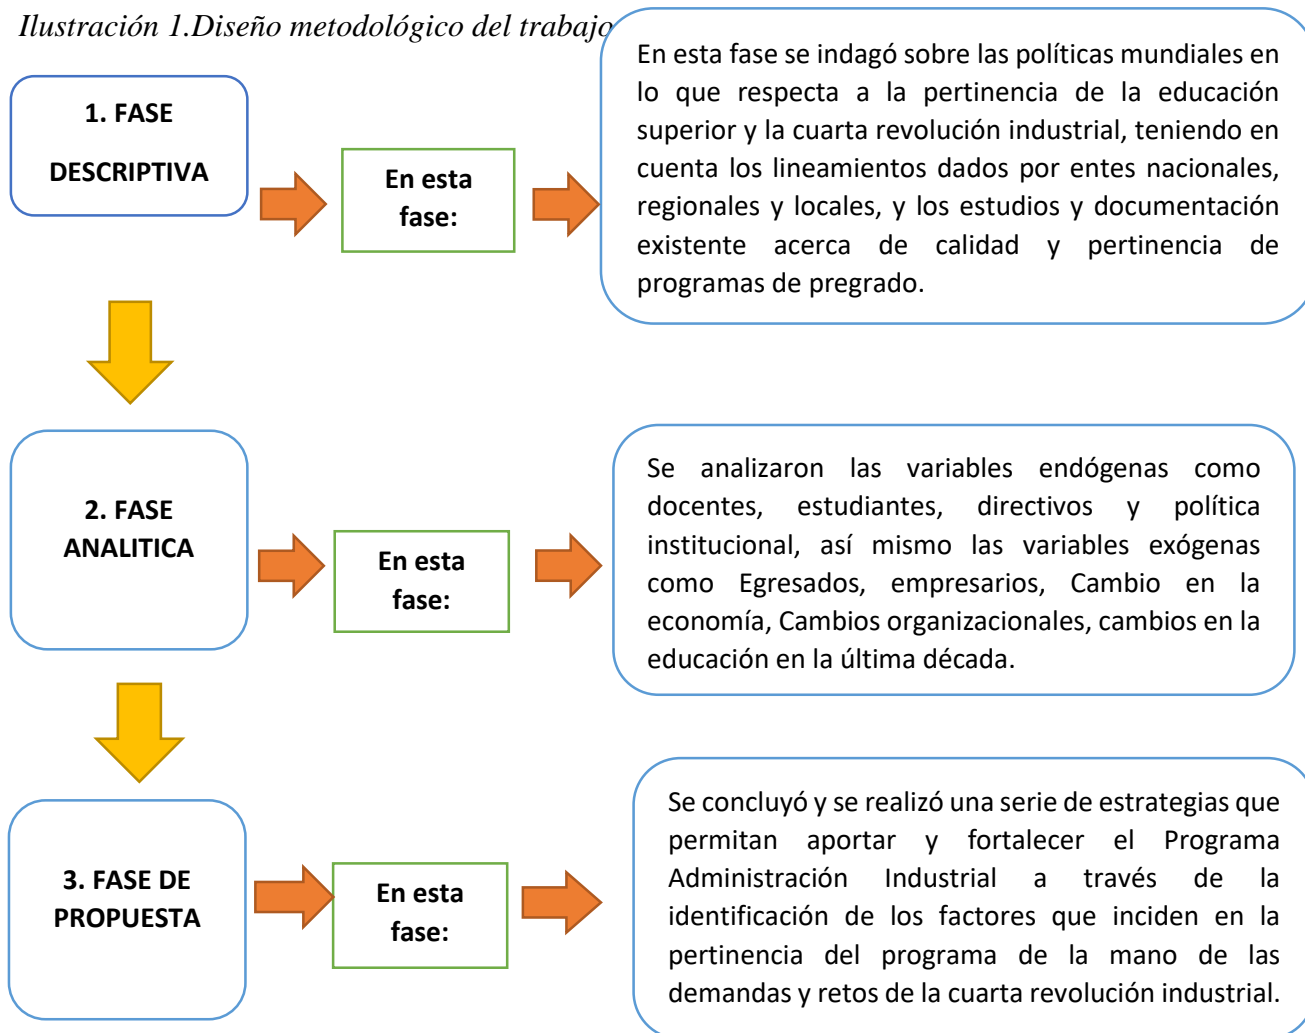 Ilustración 1.Diseño metodológico del trabajo
1. FASE
DESCRIPTIVA
En esta
fase:
En esta fase se indagó sobre las políticas mundiales en
lo que respecta a la pertinencia de la educación
superior y la cuarta revolución industrial, teniendo en
cuenta los lineamientos dados por entes nacionales,
regionales y locales, y los estudios y documentación
existente acerca de calidad y pertinencia de
programas de pregrado.
2. FASE
ANALITICA
En esta
fase:
Se analizaron las variables endógenas como
docentes, estudiantes, directivos y política
institucional, así mismo las variables exógenas
como Egresados, empresarios, Cambio en la
economía, Cambios organizacionales, cambios en la
educación en la última década.
3. FASE DE
PROPUESTA
En esta
fase:
Se concluyó y se realizó una serie de estrategias que
permitan aportar y fortalecer el Programa
Administración Industrial a través de la
identificación de los factores que inciden en la
pertinencia del programa de la mano de las
demandas y retos de la cuarta revolución industrial.